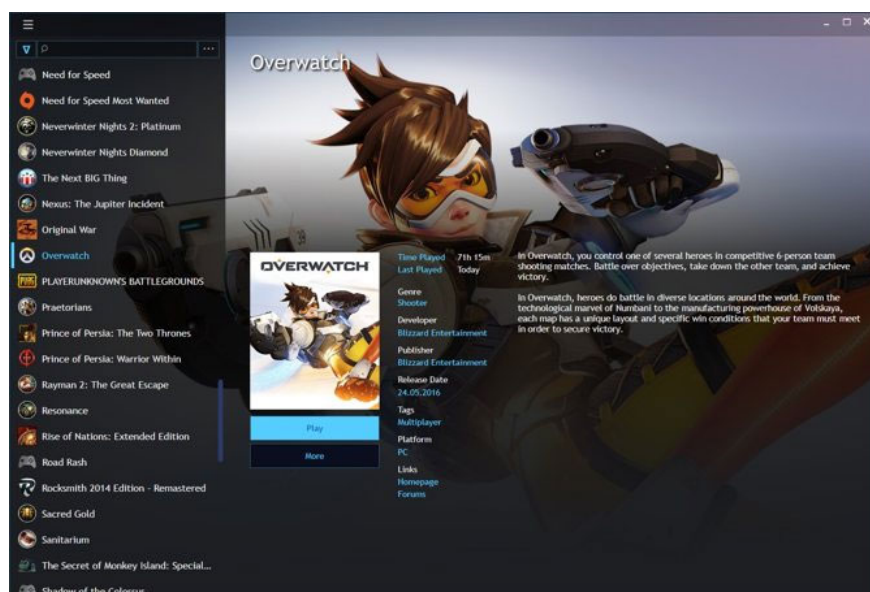 Need for Speed
Need for Speed Most Wanted
Neverwinter Nights 2: Platinum
Neverwinter Nights Diamond
The Next BIG Thing
Nexus: The Jupiter Incident
Original War
Overwatch
PLAYERUNKNOWN'S BATTLEGROUNDS
Praetorians
Prince of Persia: The Two Thrones
Prince of Persia: Warrior Within
Rayman 2: The Great Escape
Resonance
Rise of Nations: Extended Edition
Road Rash
Rocksmith 2014 Edition - Remastered
Sacred Gold
Sanitarium
The Secret of Monkey Island: Special...
Shadow of the Colossus
Overwatch
OVERWATCH
Play
More
Time Played 71h 15m
Last Played Today
Genre
Shooter
Developer
Blizzard Entertainment
Publisher
Blizzard Entertainment
Release Date
24.05.2016
Tags
Multiplayer
Platform
PC
Links
Homepage
Forums
In Overwatch, you control one of several heroes in competitive 6-person team
shooting matches. Battle over objectives, take down the other team, and achieve
victory.
In Overwatch, heroes do battle in diverse locations around the world. From the
technological marvel of Numbani to the manufacturing powerhouse of Volskaya,
each map has a unique layout and specific win conditions that your team must meet
in order to secure victory.